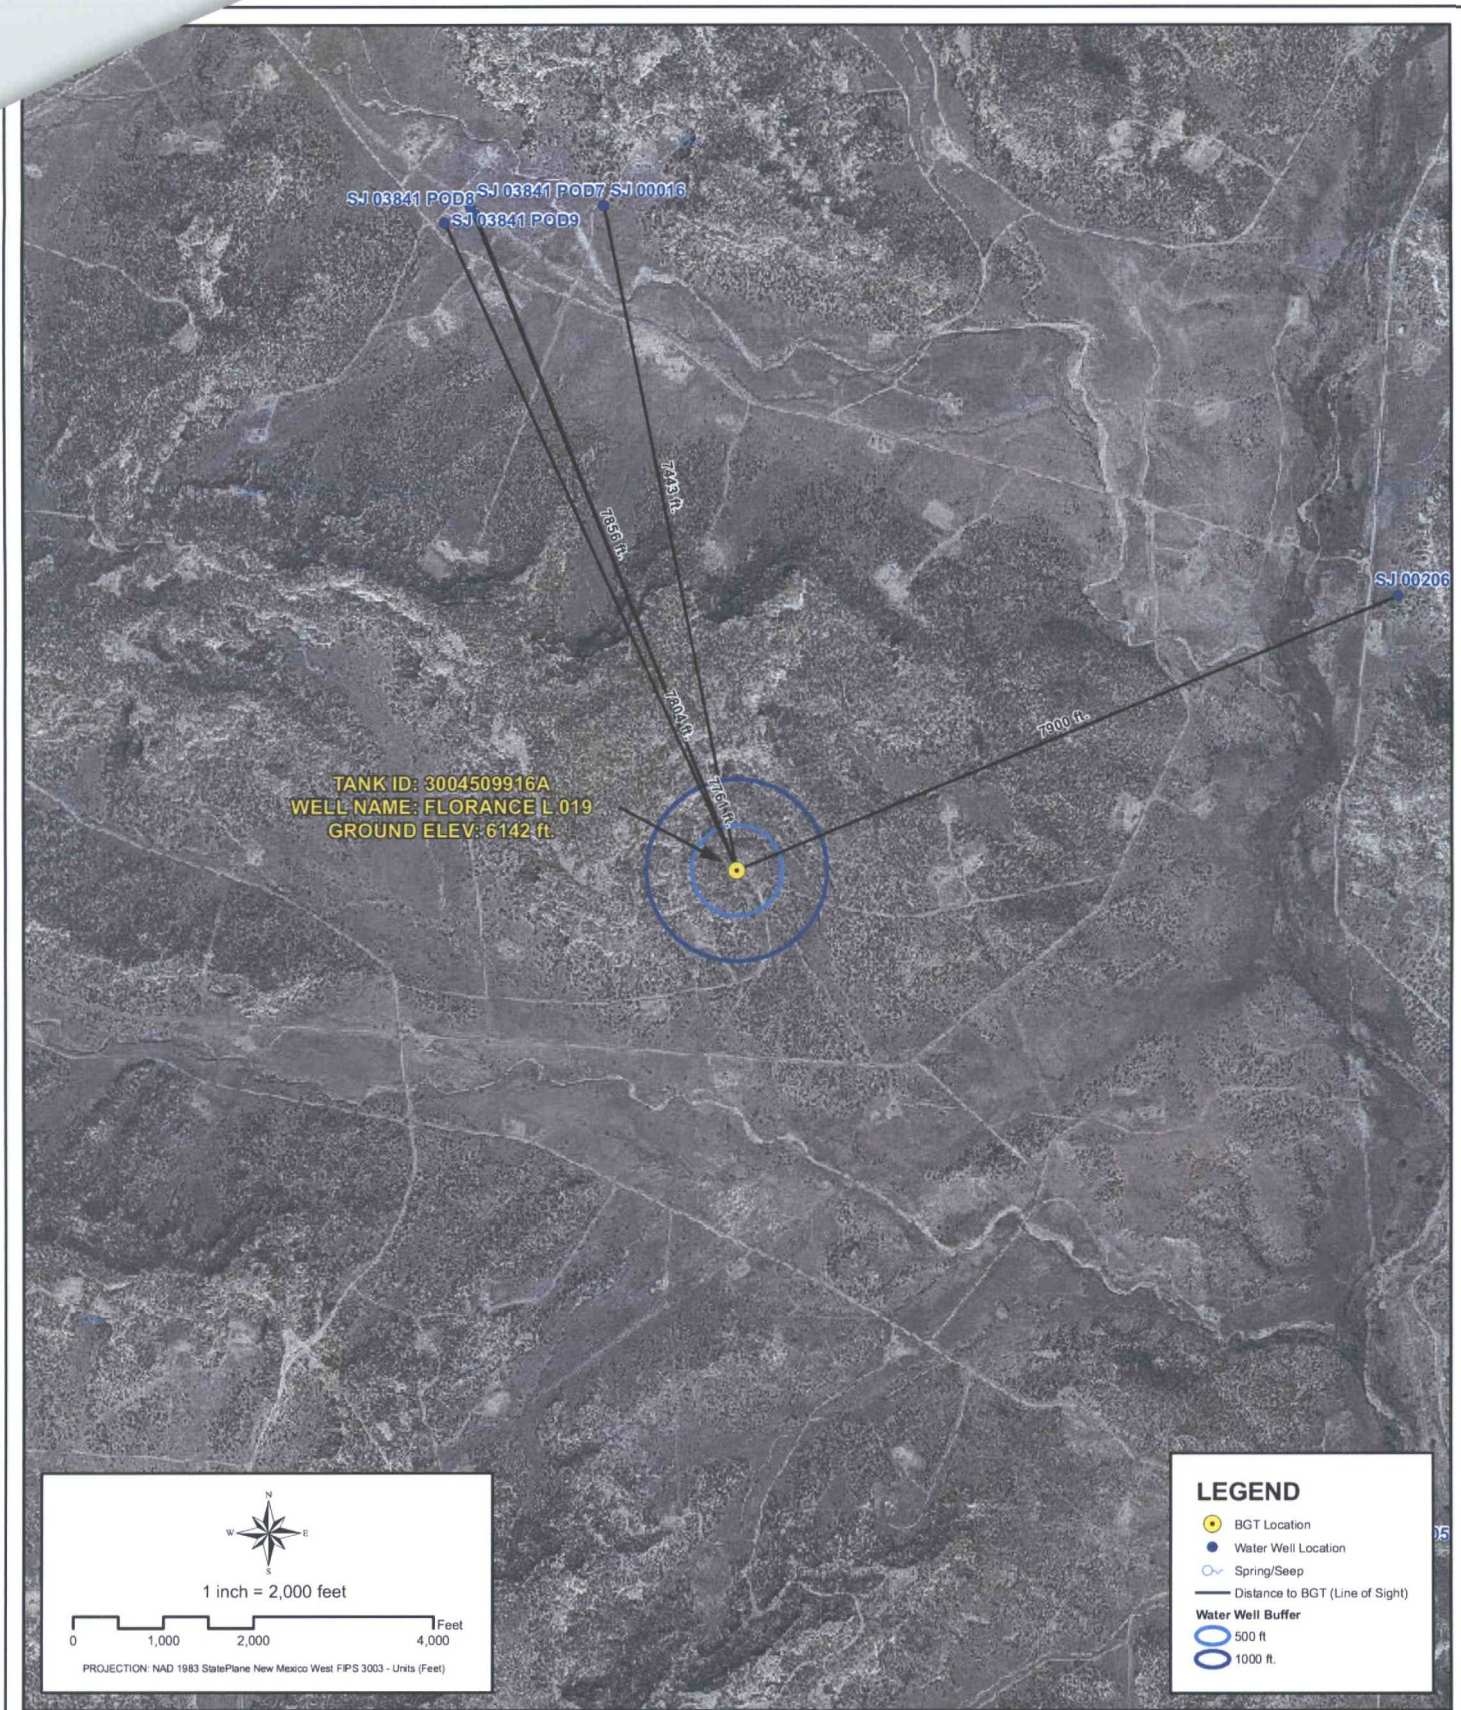 SJ 03841 POD8
SJ 03841 POD7
SJ 00016
SJ 03841 POD9
7443 ft.
7856 ft.
SJ 00206
7804 ft.
7900 ft.
7761 ft.
TANK ID: 3004509916A
WELL NAME: FLORANCE L 019
GROUND ELEV: 6142 ft.
N
W
E
S
1 inch = 2,000 feet
Feet
0 1,000 2,000 4,000
PROJECTION: NAD 1983 StatePlane New Mexico West FIPS 3003 - Units (Feet)
LEGEND
BGT Location
Water Well Location
Spring/Seep
Distance to BGT (Line of Sight)
Water Well Buffer
500 ft
1000 ft.